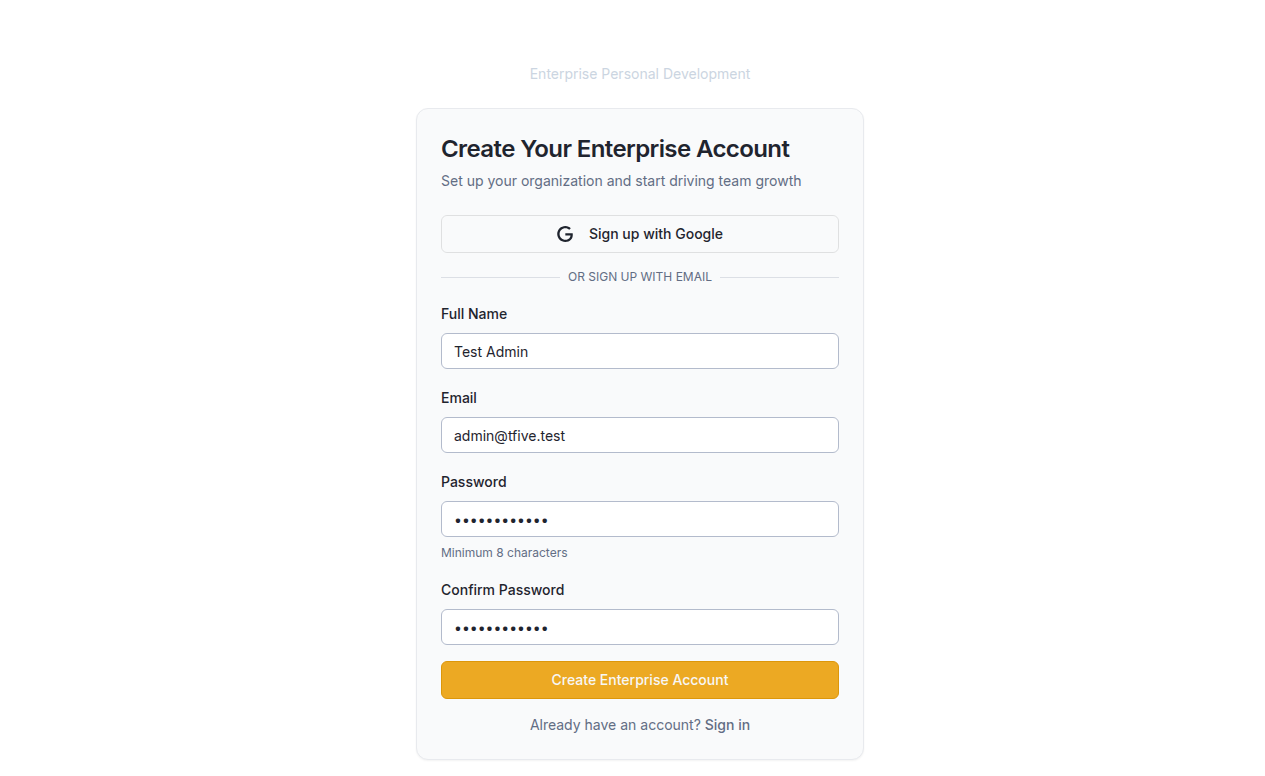 Enterprise Personal Development
Create Your Enterprise Account
Set up your organization and start driving team growth
Sign up with Google
OR SIGN UP WITH EMAIL
Full Name
Test Admin
Email
admin@tfive.test
Password
••••••••••••
Minimum 8 characters
Confirm Password
••••••••••••
Create Enterprise Account
Already have an account? Sign in